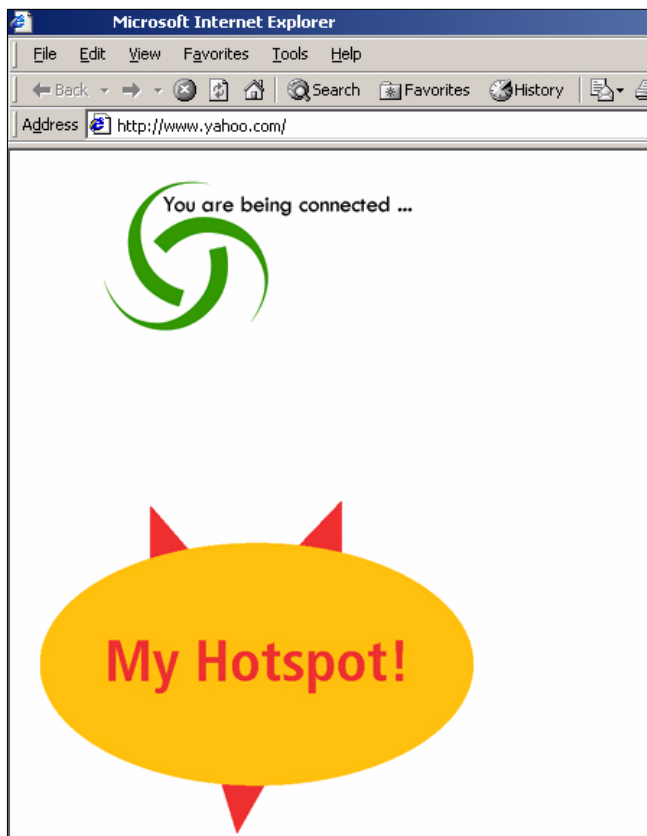 Microsoft Internet Explorer
File Edit View Favorites Tools Help
Back Search Favorites History
Address http://www.yahoo.com/
You are being connected ...
My Hotspot!